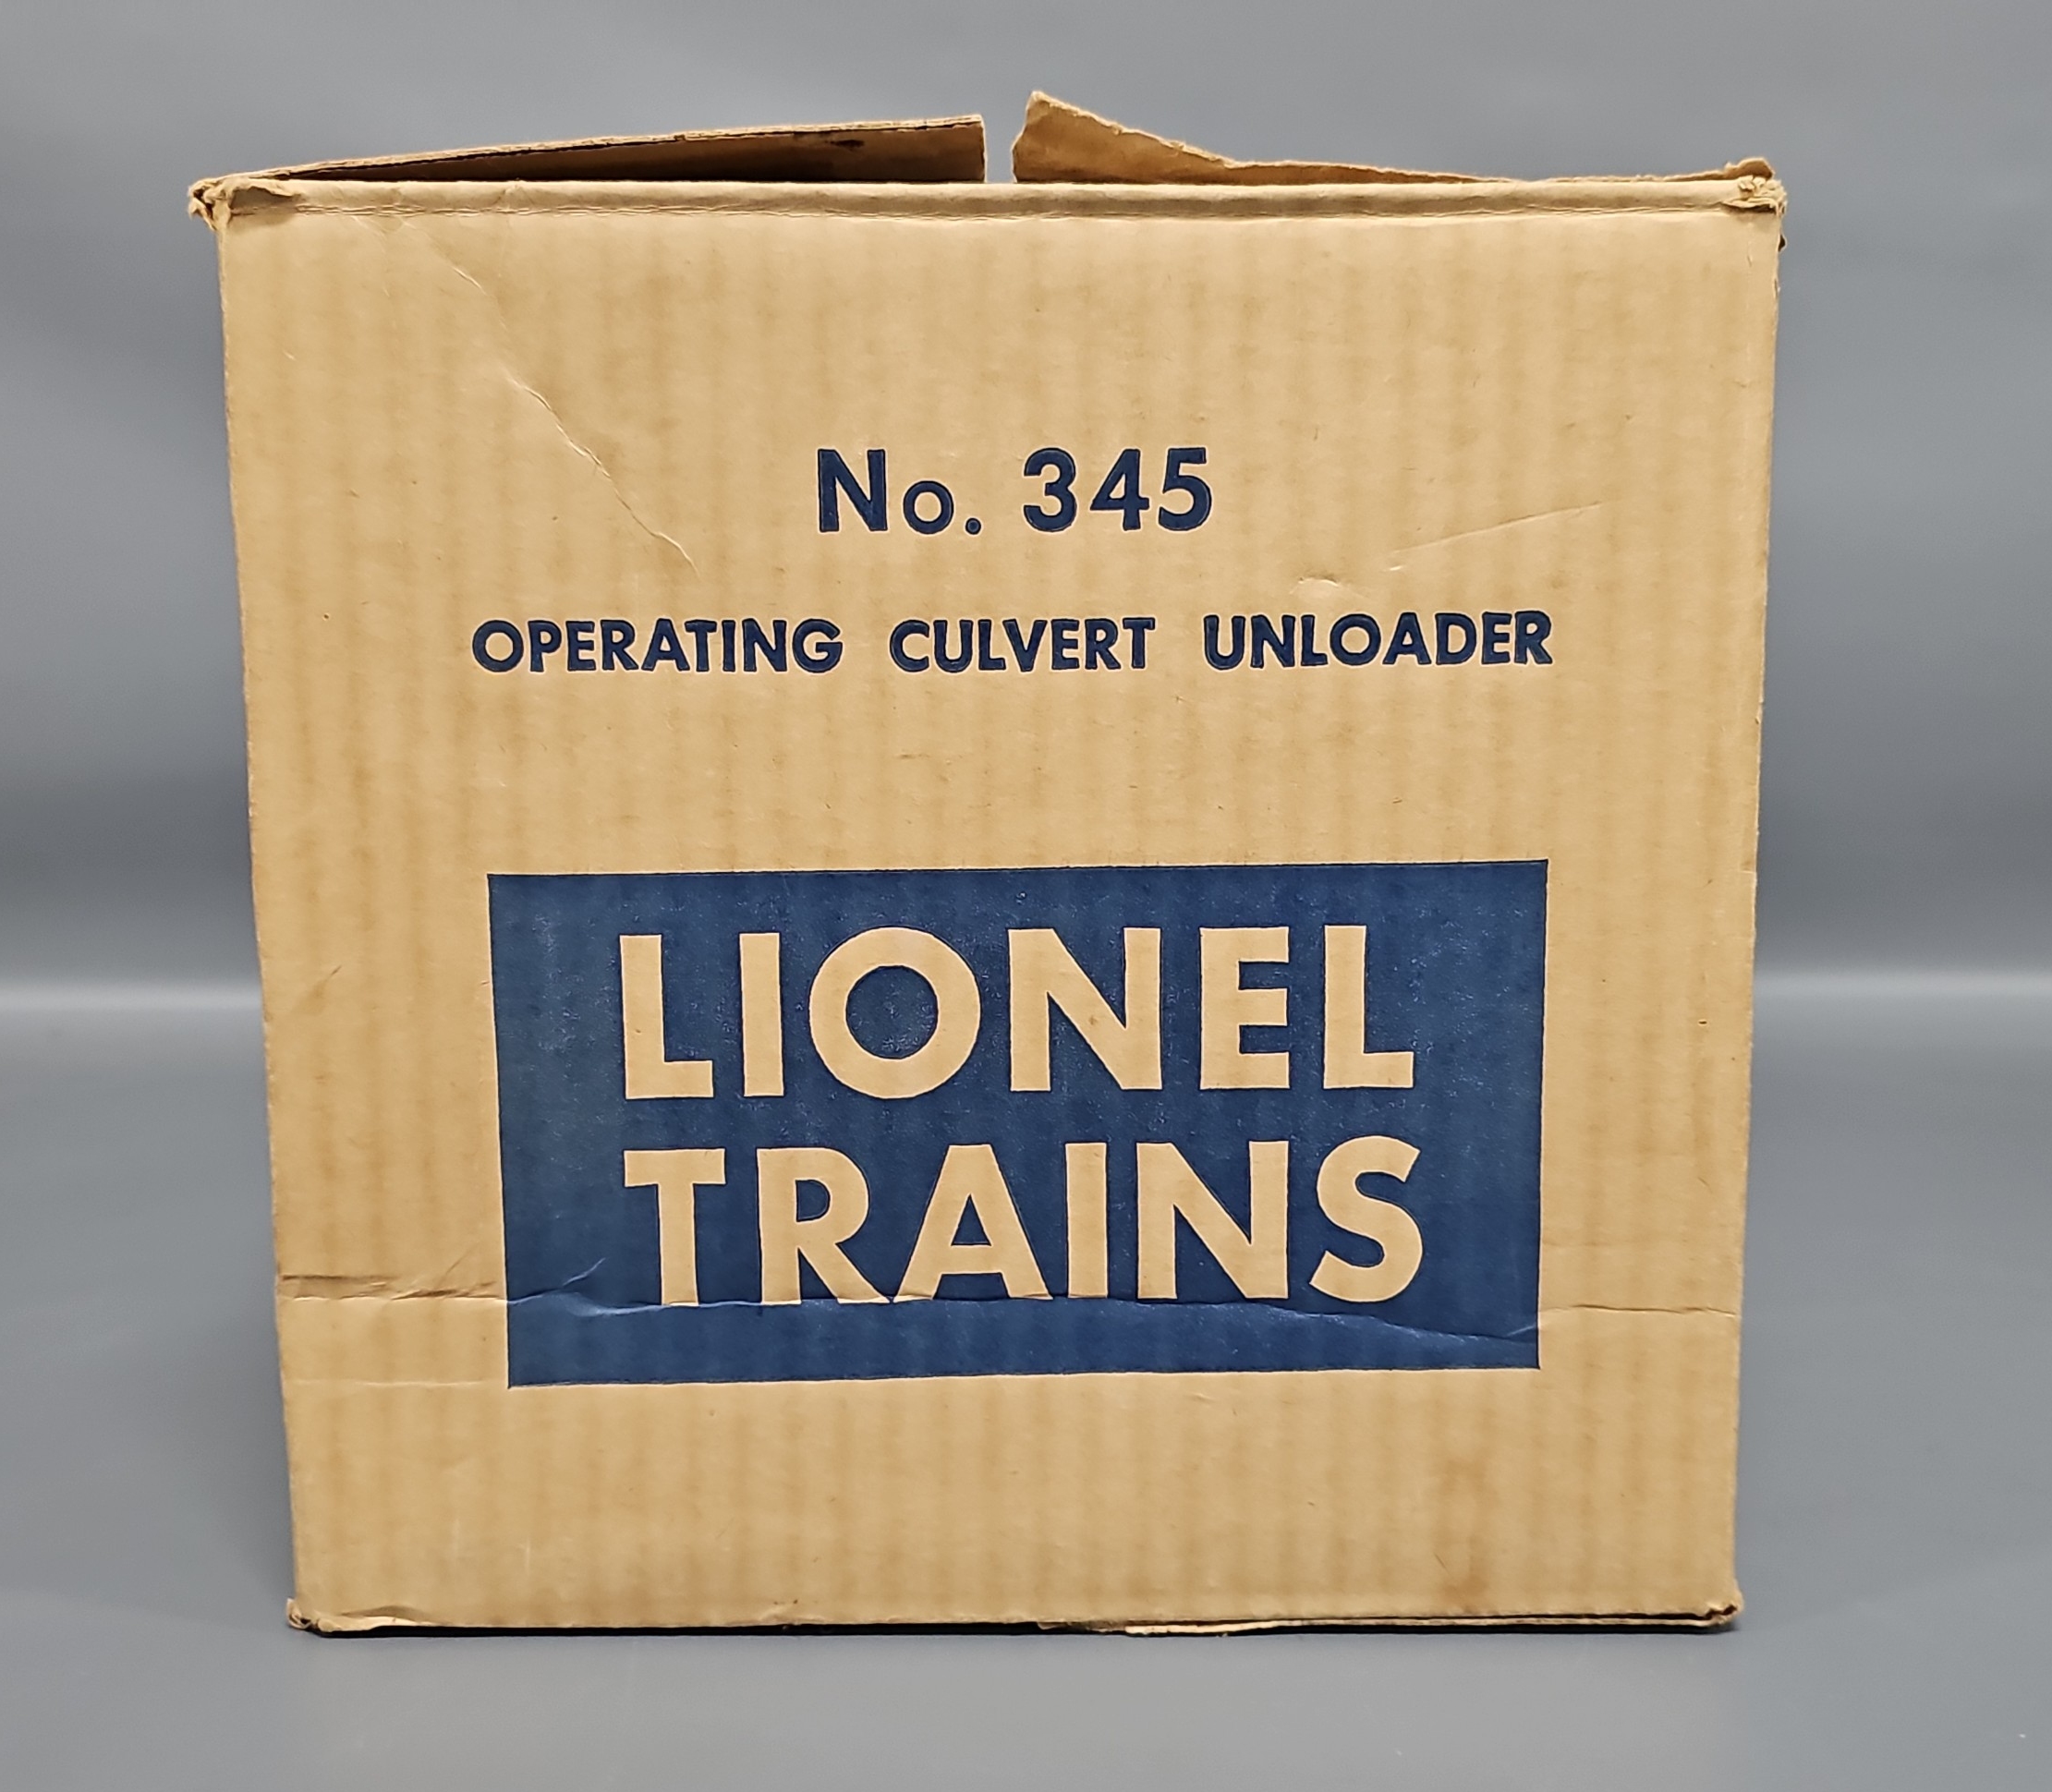 No. 345
OPERATING CULVERT UNLOADER
LIONEL
TRAINS